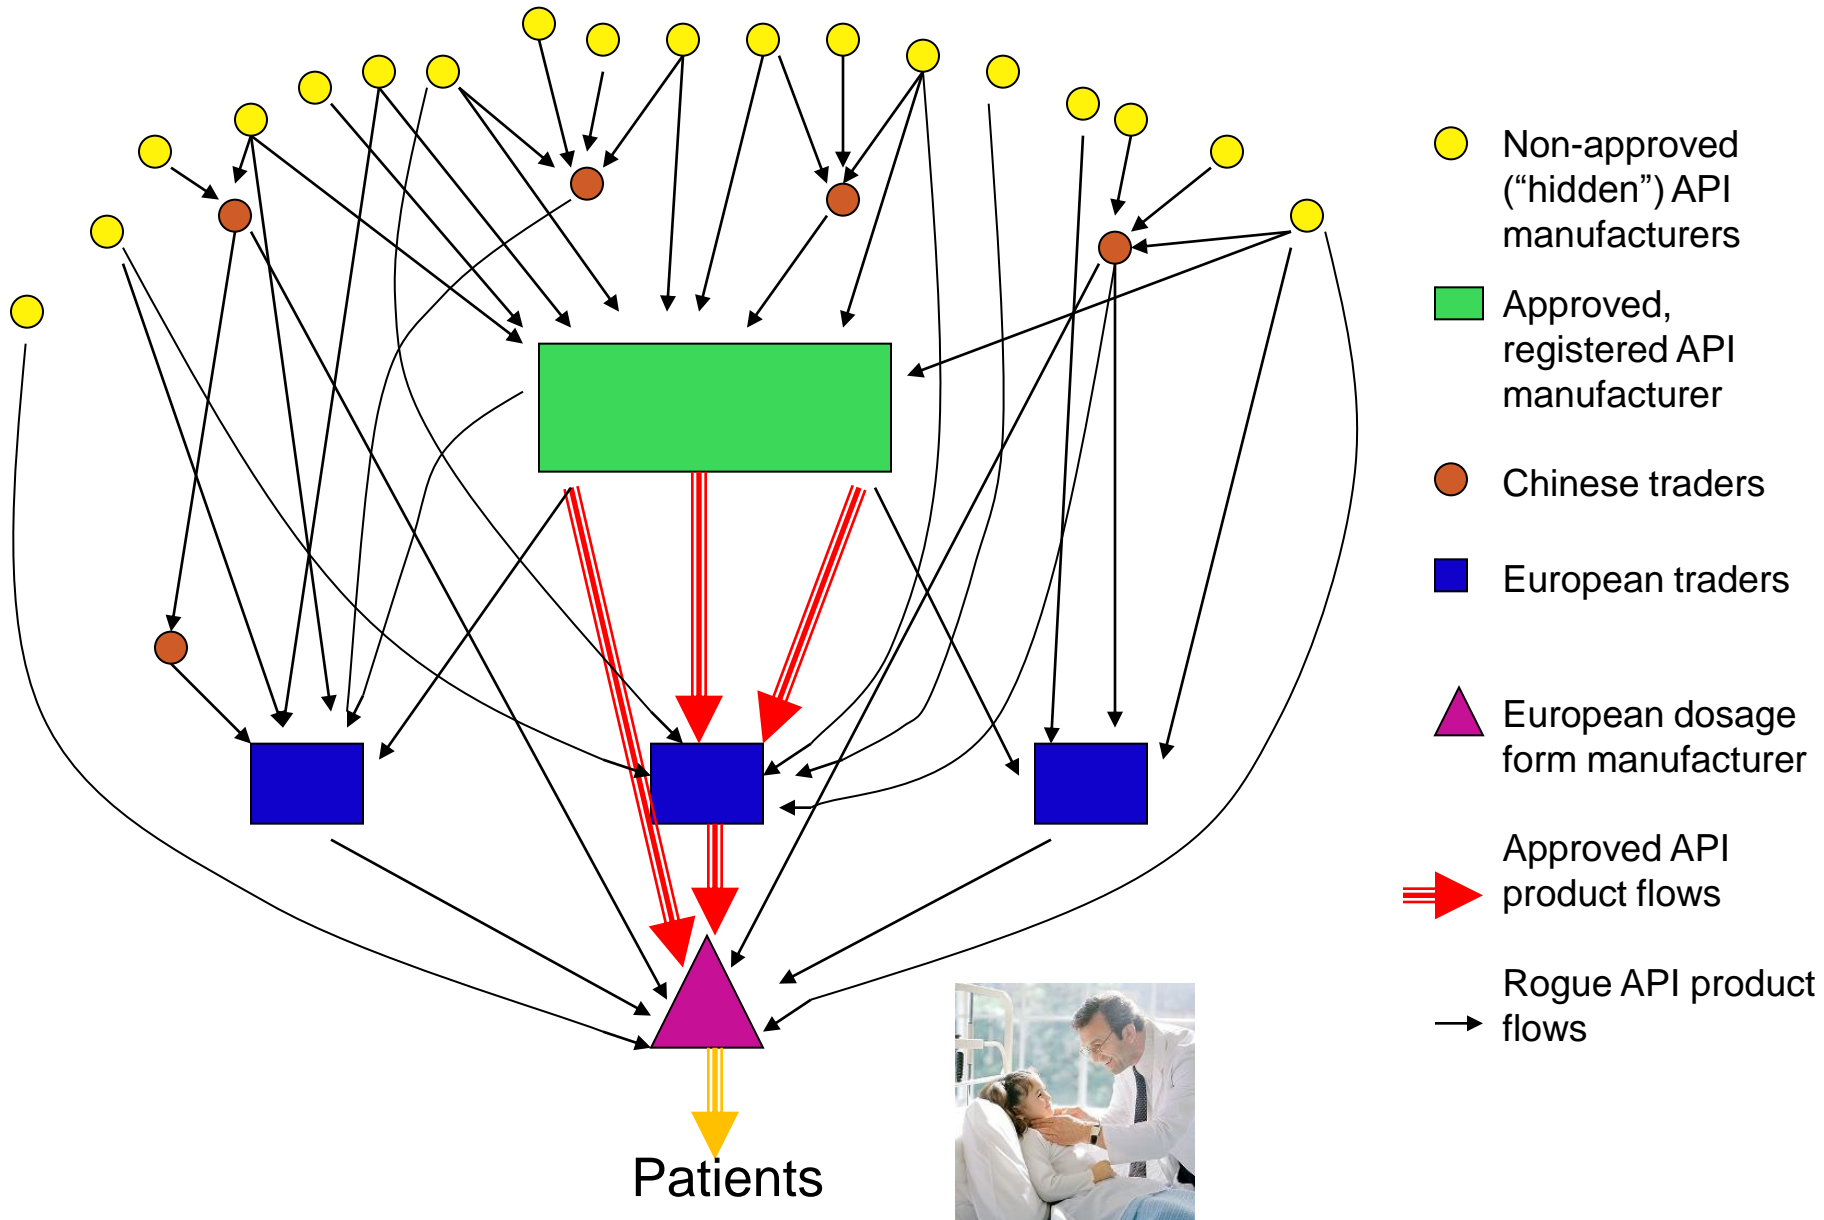 Non-approved
(“hidden”) API
manufacturers
Approved,
registered API
manufacturer
Chinese traders
European traders
European dosage
form manufacturer
Approved API
product flows
Rogue API product
flows
Patients